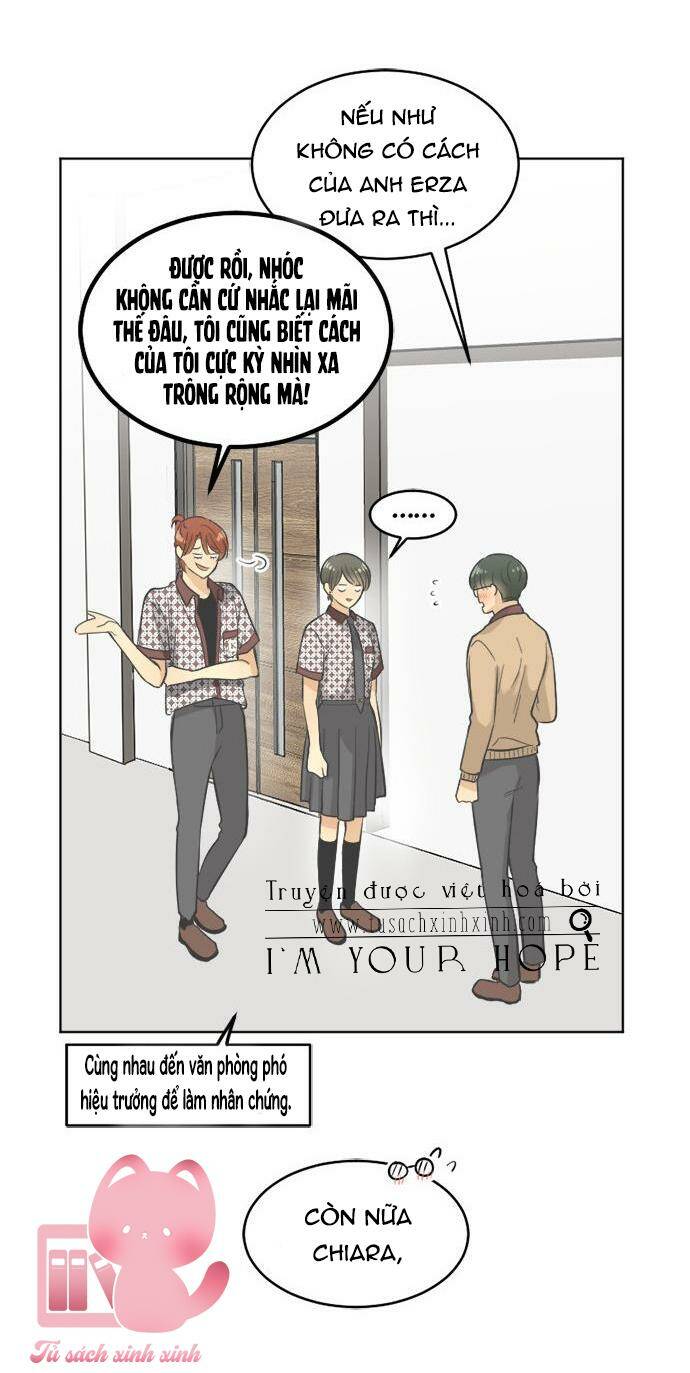 NẾU NHƯ
KHÔNG CÓ CÁCH
CỦA ANH ERZA
ĐƯA RA THÌ...
ĐƯỢC RỒI, NHÓC
KHÔNG CẦN CỨ NHẮC LẠI MÃI
THẾ ĐÂU, TÔI CŨNG BIẾT CÁCH
CỦA TÔI CỰC KỲ NHÌN XA
TRÔNG RỘNG MÀ!
......
Truyện được việt hoá bởi
www.tusachxinhxinh.com
I'M YOUR HOPE
Cùng nhau đến văn phòng phó
hiệu trưởng để làm nhân chứng.
CÒN NỮA
CHIARA,
Tủ sách xinh xinh